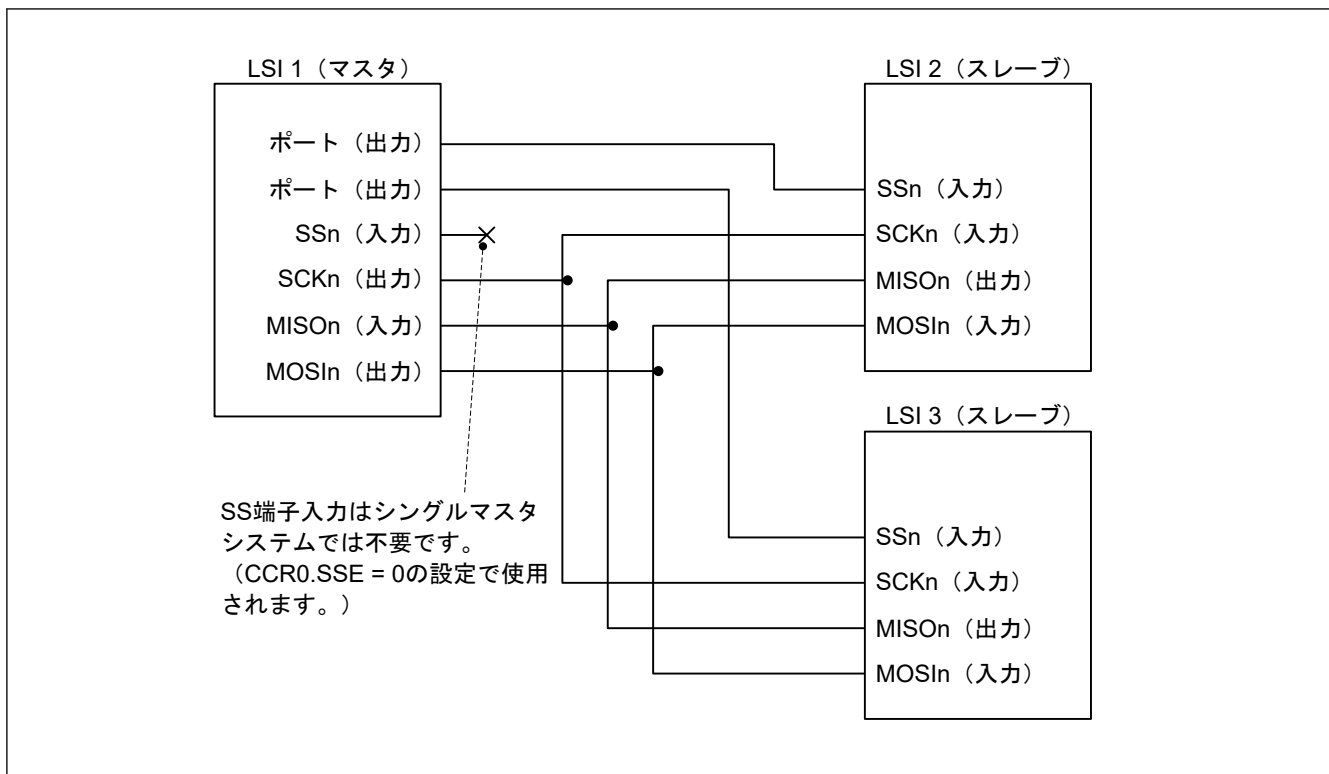 LSI 1（マスタ）
ポート（出力）
ポート（出力）
SSn（入力）
SCKn（出力）
MISOn（入力）
MOSIn（出力）
SS端子入力はシングルマスタ
システムでは不要です。
（CCR0.SSE = 0の設定で使用
されます。）
LSI 2（スレーブ）
SSn（入力）
SCKn（入力）
MISOn（出力）
MOSIn（入力）
LSI 3（スレーブ）
SSn（入力）
SCKn（入力）
MISOn（出力）
MOSIn（入力）